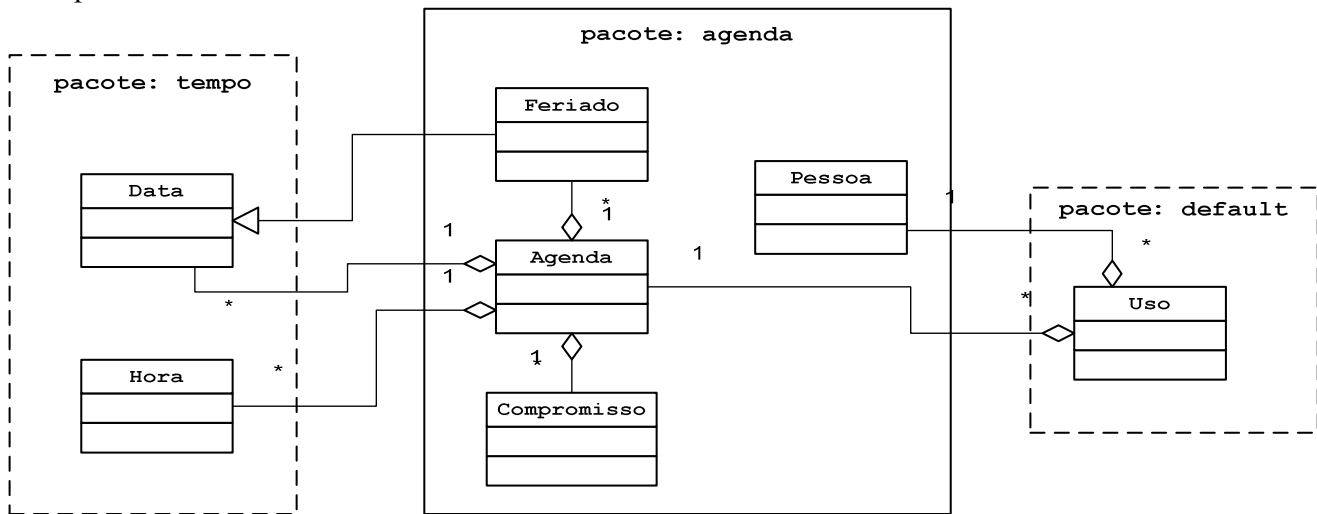 pacote: agenda
pacote: tempo
Feriado
Data
Pessoa
1
pacote: default
*
1
1
Agenda
1
*
1
*
*
Uso
1
*
Hora
*
Compromisso